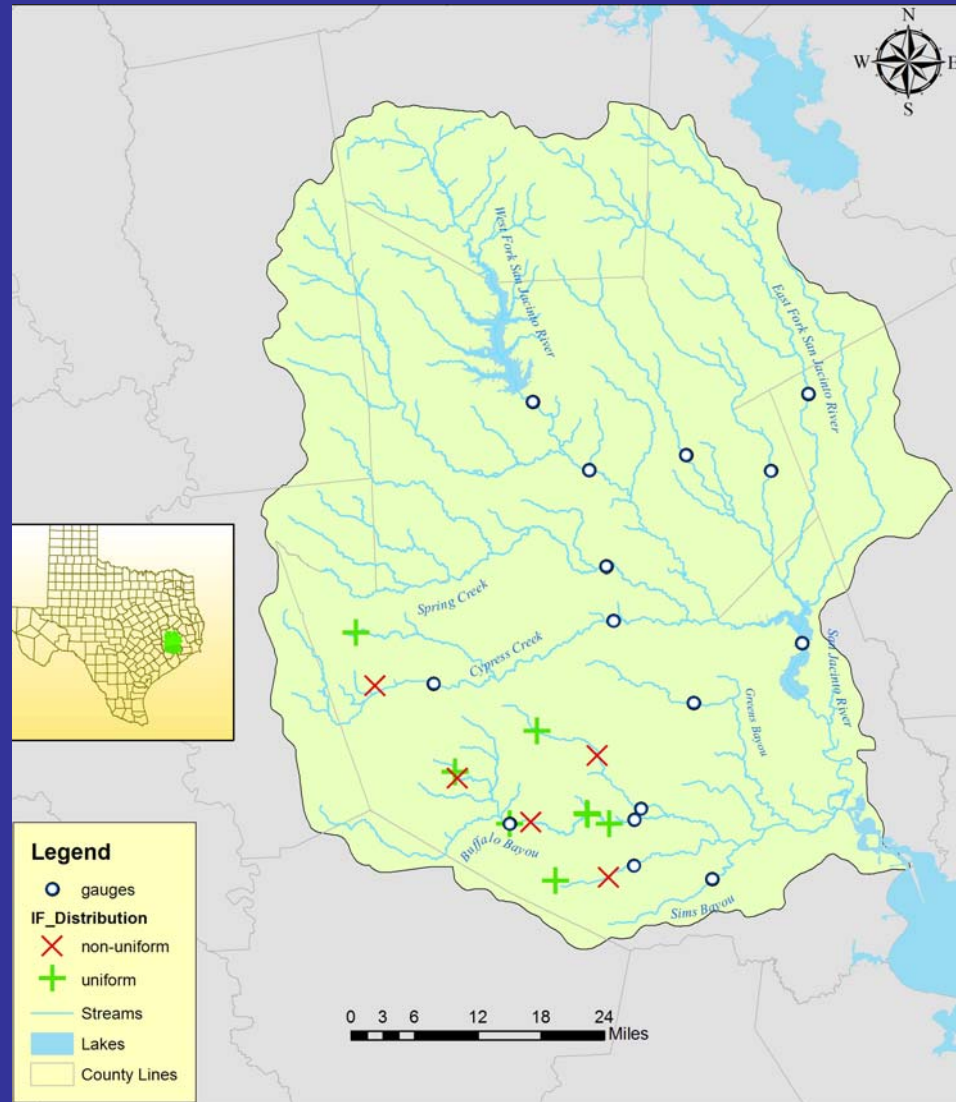 N
W E
S
West Fork San Jacinto River
East Fork San Jacinto River
Spring Creek
Cypress Creek
San Jacinto River
Greens Bayou
Buffalo Bayou
Sims Bayou
Legend
gauges
IF_Distribution
non-uniform
uniform
Streams
Lakes
County Lines
0 3 6 12 18 24
Miles